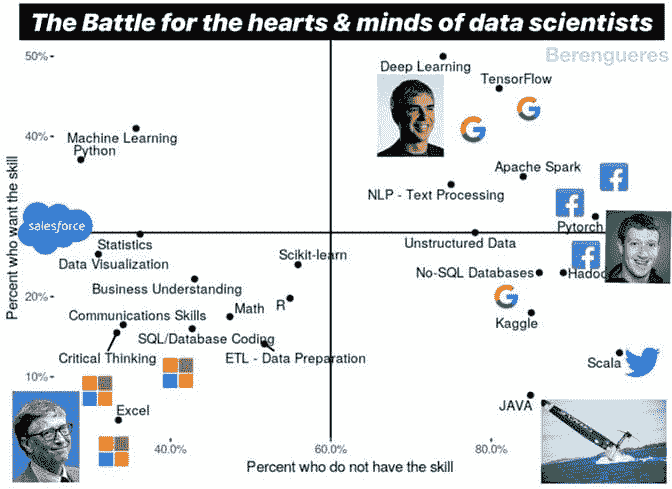 The Battle for the hearts & minds of data scientists
Berengueres
50%
Deep Learning
TensorFlow
40%
Machine Learning
Python
Apache Spark
NLP - Text Processing
Percent who want the skill
salesforce
Pytorch
Statistics
Unstructured Data
Data Visualization
Scikit-learn
No-SQL Databases
Hadoo
Business Understanding
20%
Math
R
Communications Skills
Kaggle
SQL/Database Coding
Critical Thinking
ETL - Data Preparation
Scala
10%
Excel
JAVA
40.0%
60.0%
80.0%
Percent who do not have the skill